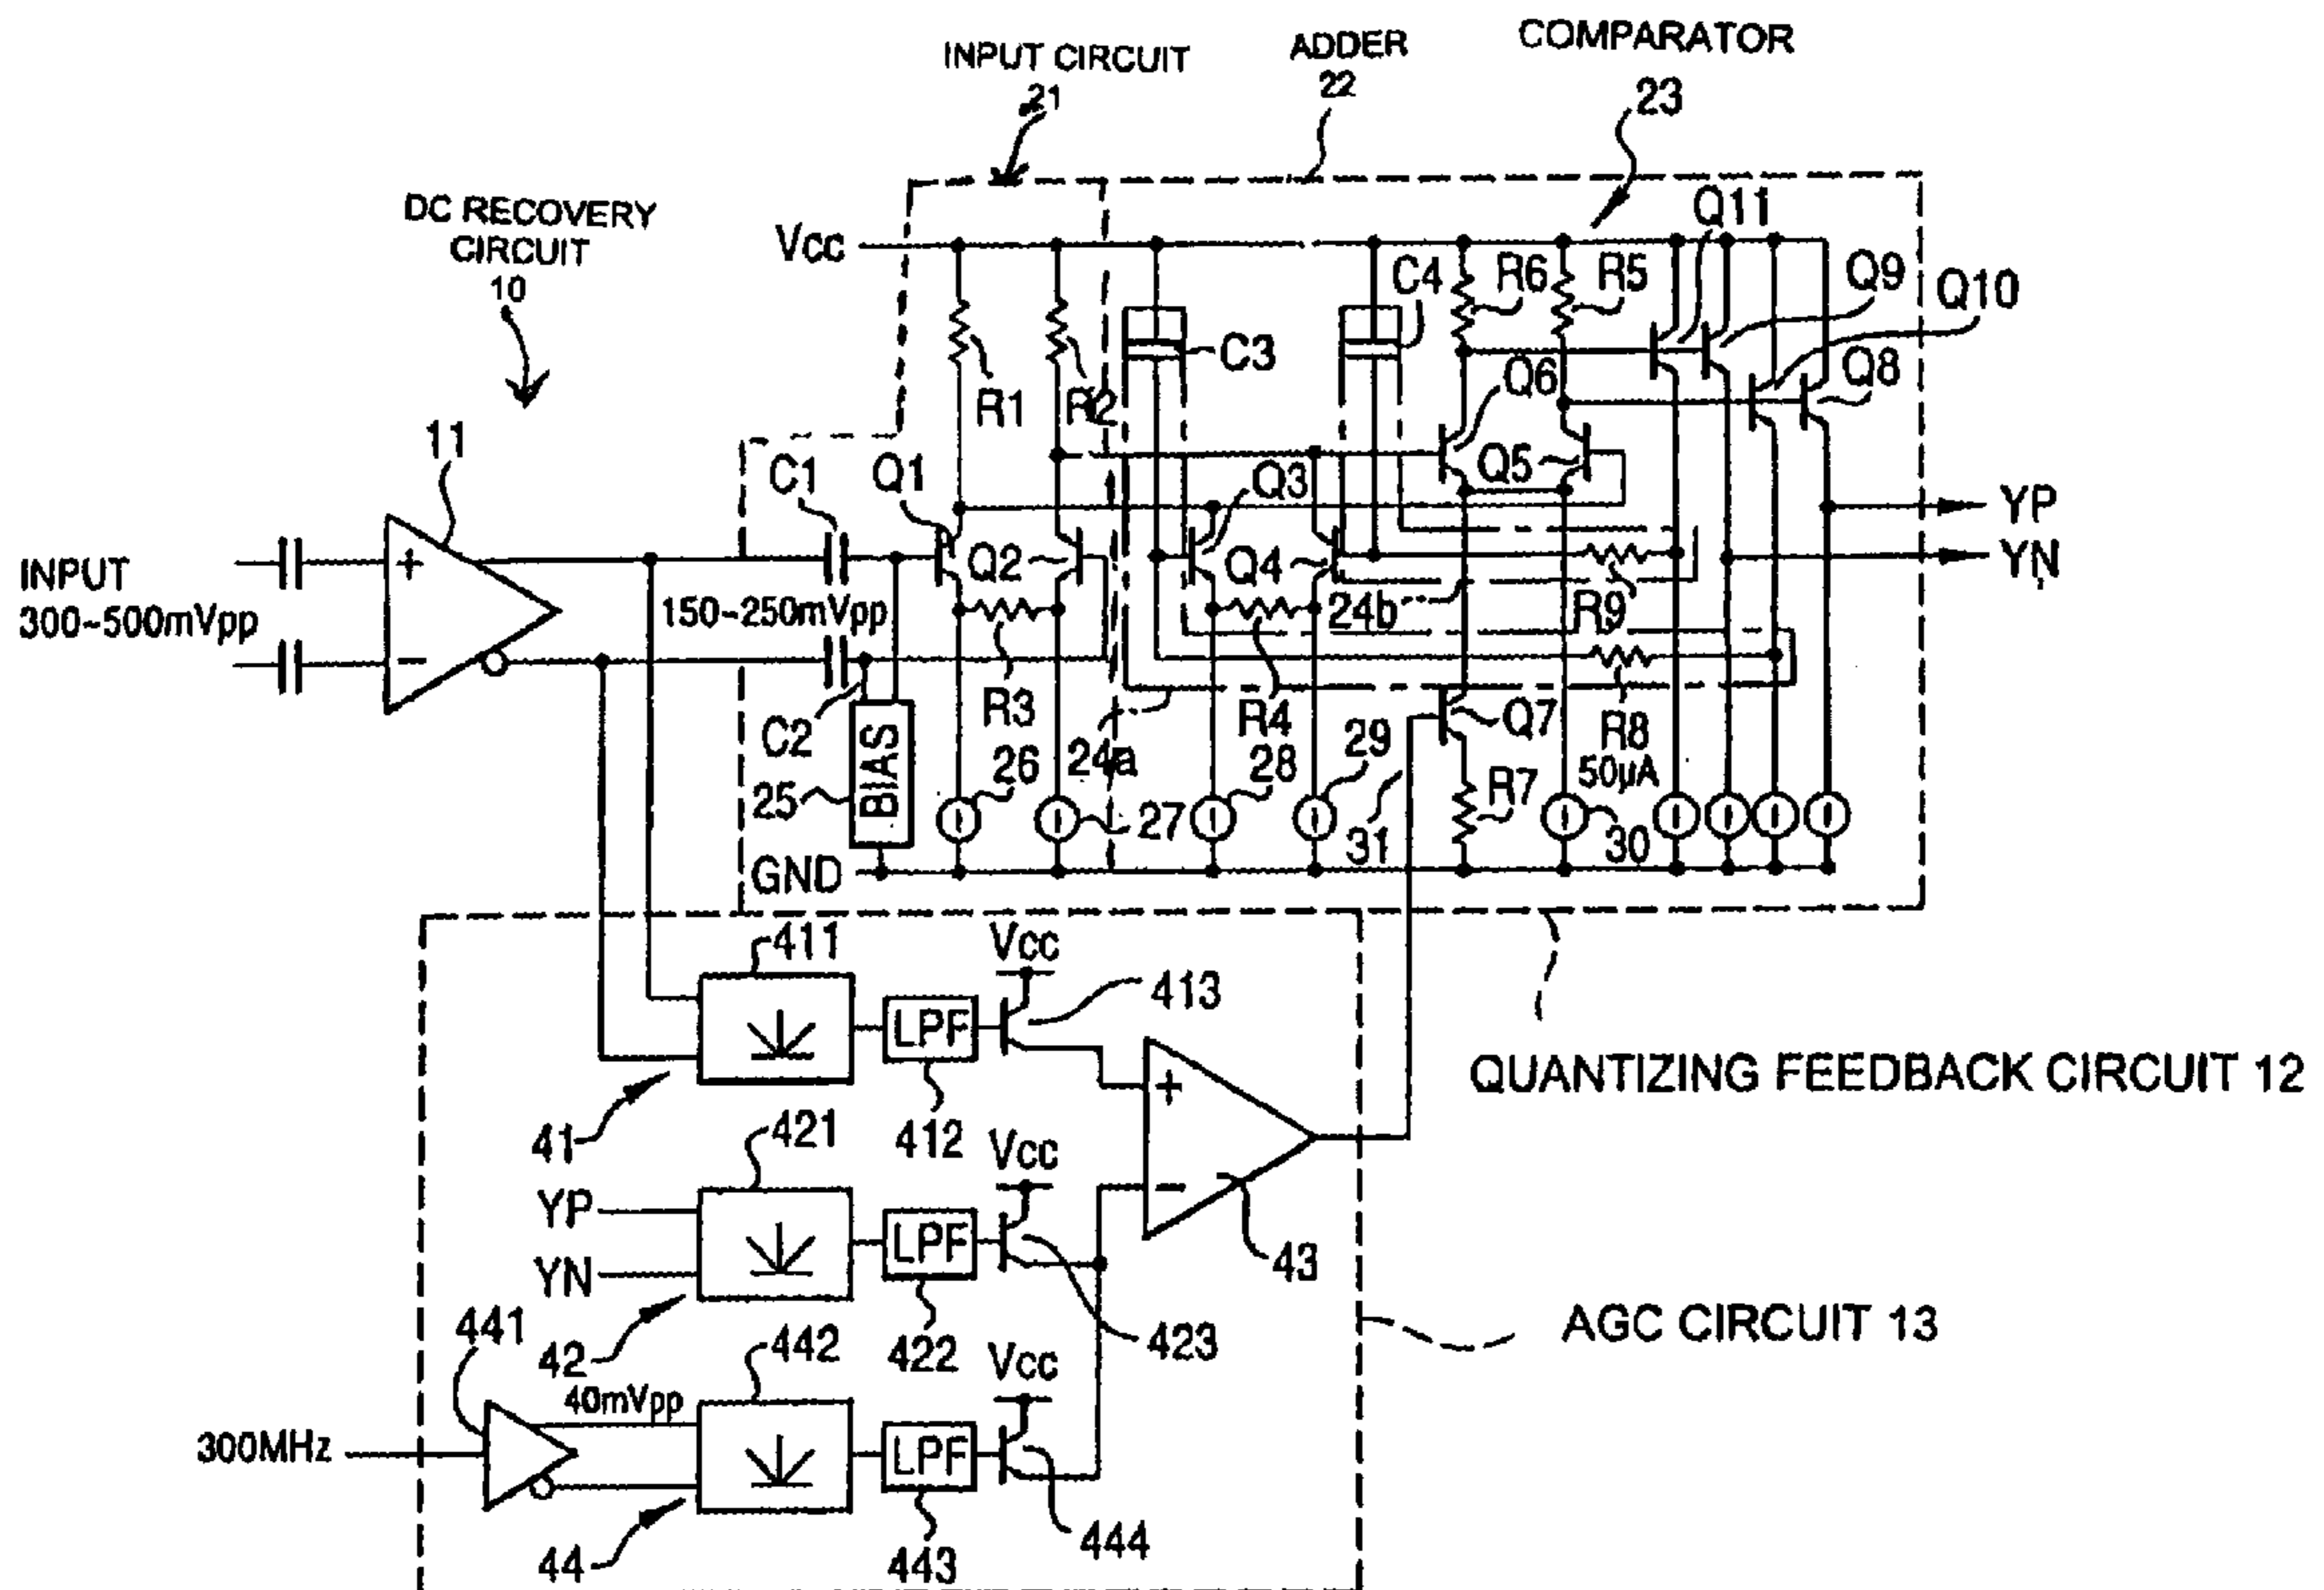 INPUT CIRCUIT
21
ADDER
22
COMPARATOR
23
DC RECOVERY
CIRCUIT
10
Vcc
Q11
C4
R6
R5
Q9
Q10
C3
R1
R2
Q6
Q8
11
C1
Q1
Q3
Q5
YP
INPUT
300~500mVpp
+
−
150~250mVpp
Q2
Q4
24b
R9
YN
C2
R3
24a
R4
Q7
R8
50μA
25
BIAS
26
27
28
29
31
R7
30
GND
411
Vcc
413
LPF
412
41
+
−
43
QUANTIZING FEEDBACK CIRCUIT 12
421
Vcc
YP
YN
LPF
422
423
42
AGC CIRCUIT 13
441
442
Vcc
40mVpp
300MHz
LPF
443
444
44